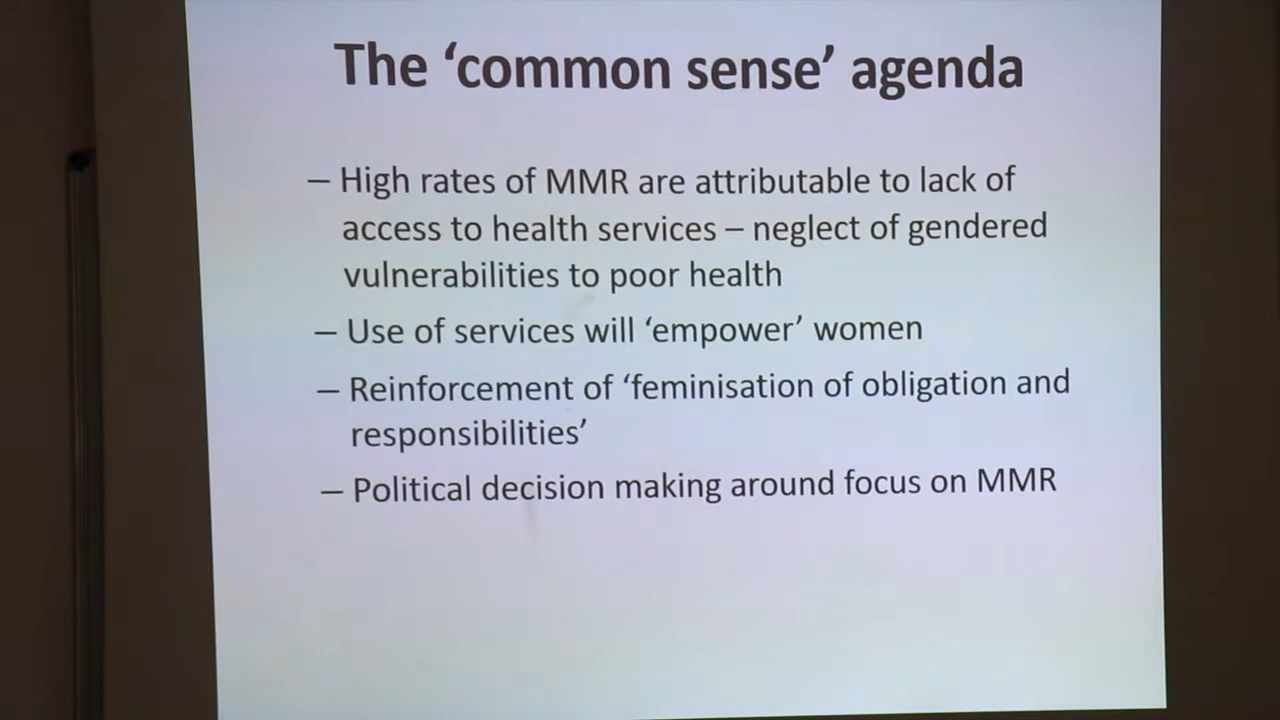 The ‘common sense’ agenda
– High rates of MMR are attributable to lack of
access to health services – neglect of gendered
vulnerabilities to poor health
– Use of services will ‘empower’ women
– Reinforcement of ‘feminisation of obligation and
responsibilities’
– Political decision making around focus on MMR